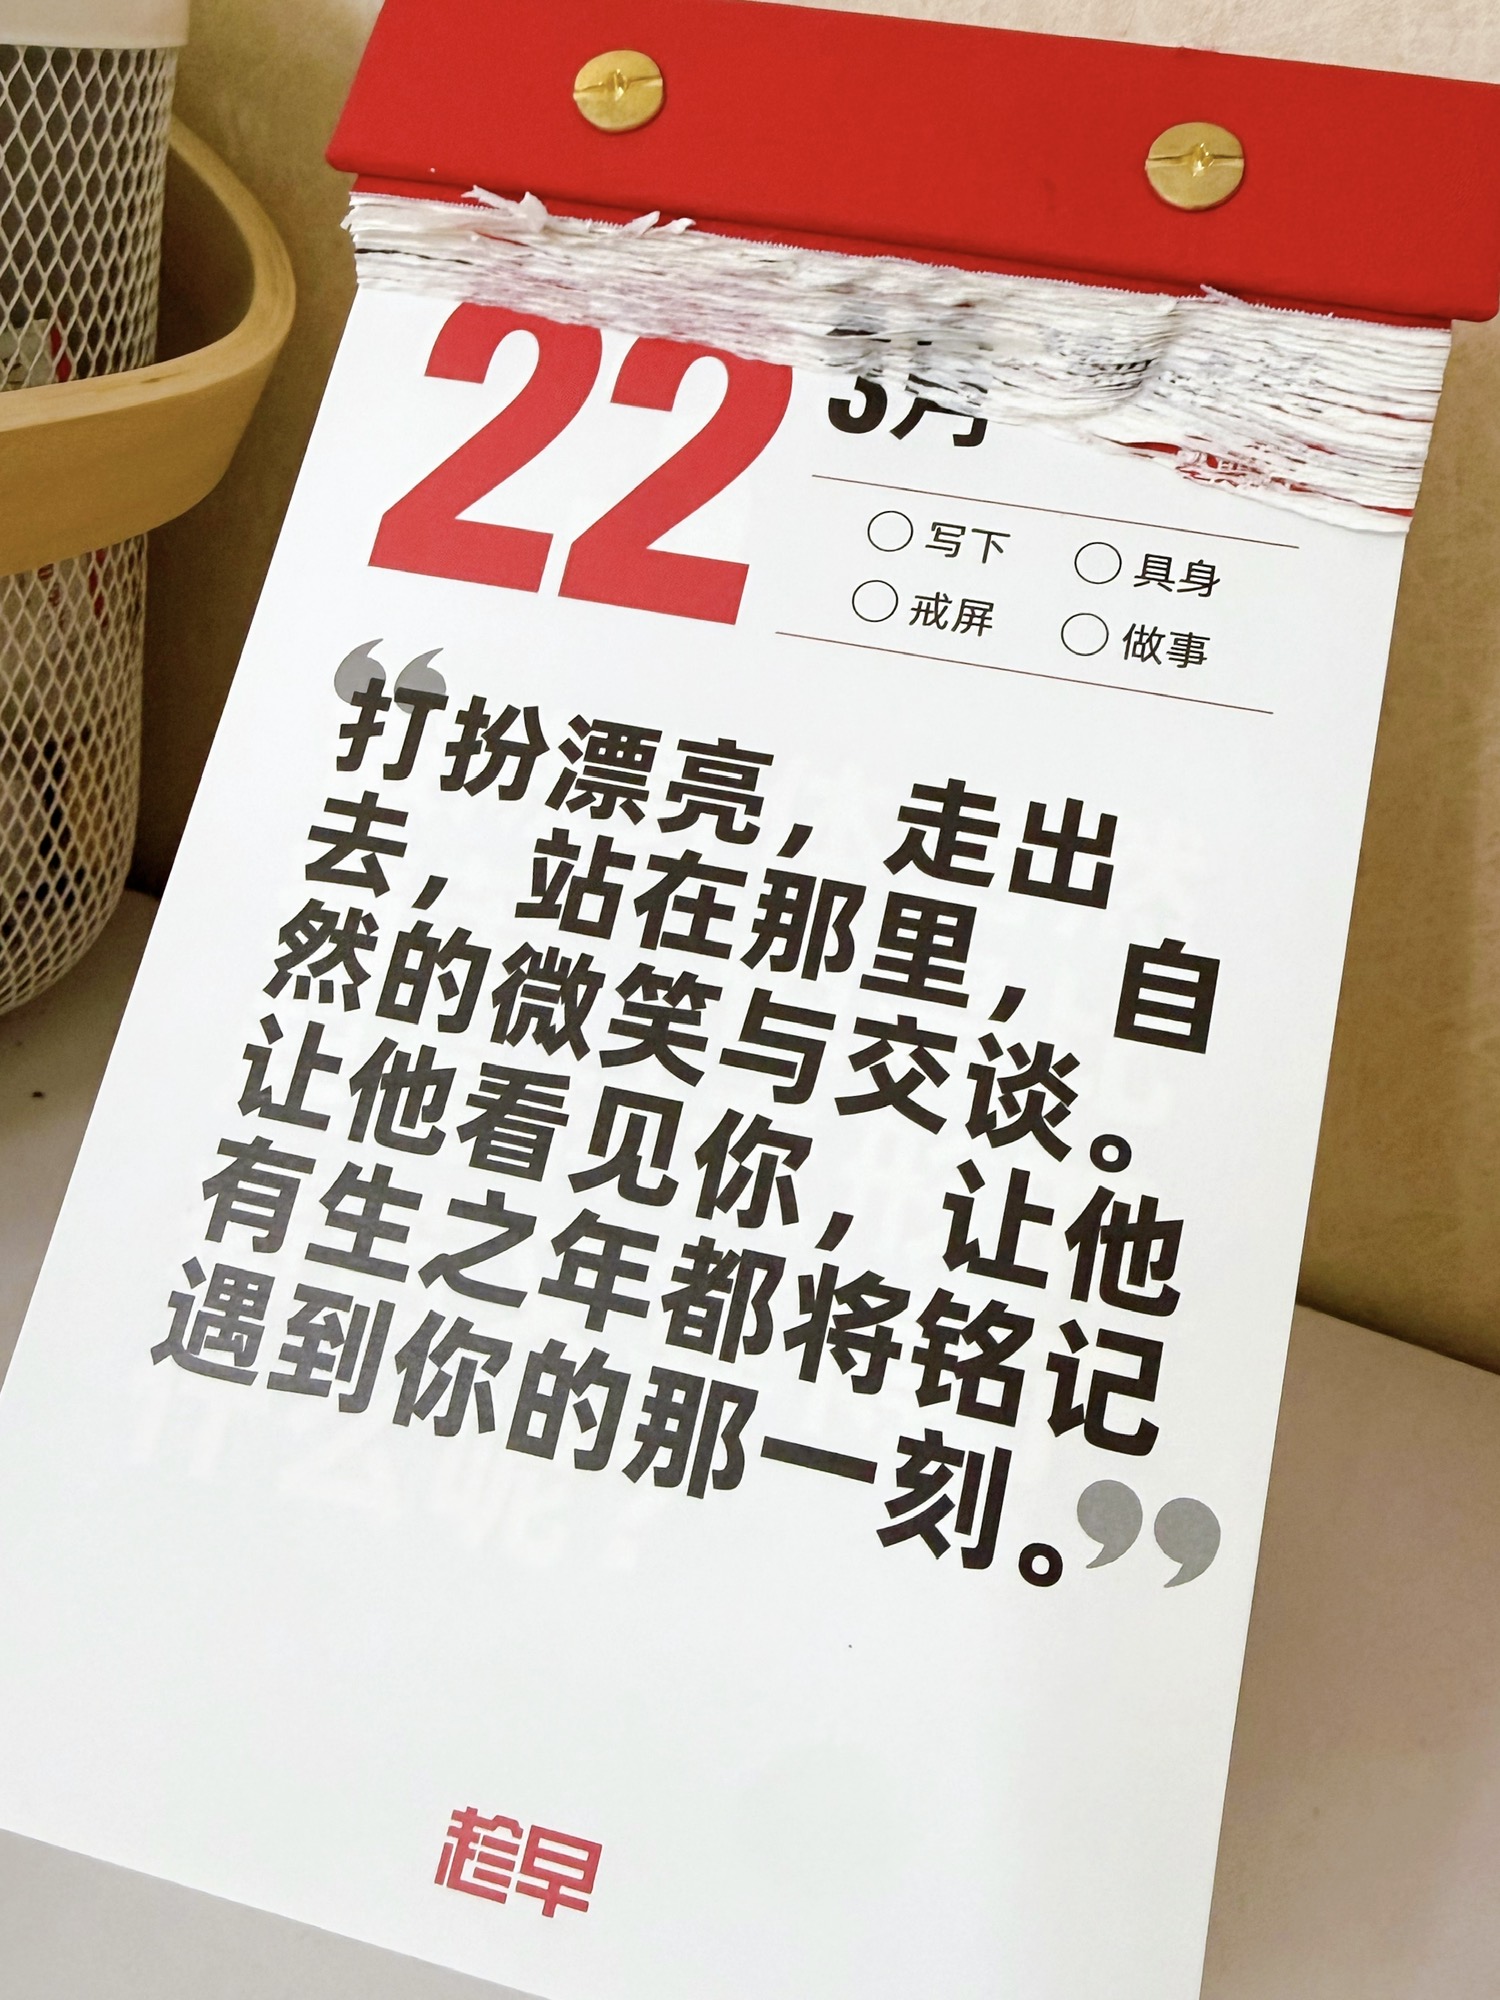 22
3月
写下 具身
戒屏 做事
“打扮漂亮，走出
去，站在那里，自
然的微笑与交谈。
让他看见你，让他
有生之年都将铭记
遇到你的那一刻。”
趁早